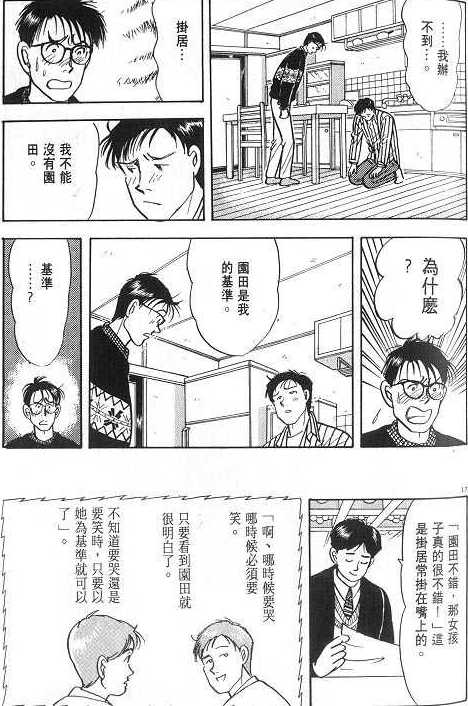 ……我辦
不到…。
掛居…
我不能
沒有園
田。
為什麼
?
園田是我
的基準。
基準
……?
17
「園田不錯，那女孩
子真的很不錯！」這
是掛居常掛在嘴上的。
「啊、哪時候要哭
哪時候必須要
笑。
只要看到園田就
很明白了。
不知道要哭還是
要笑時，只要以
她為基準就可以
了」。